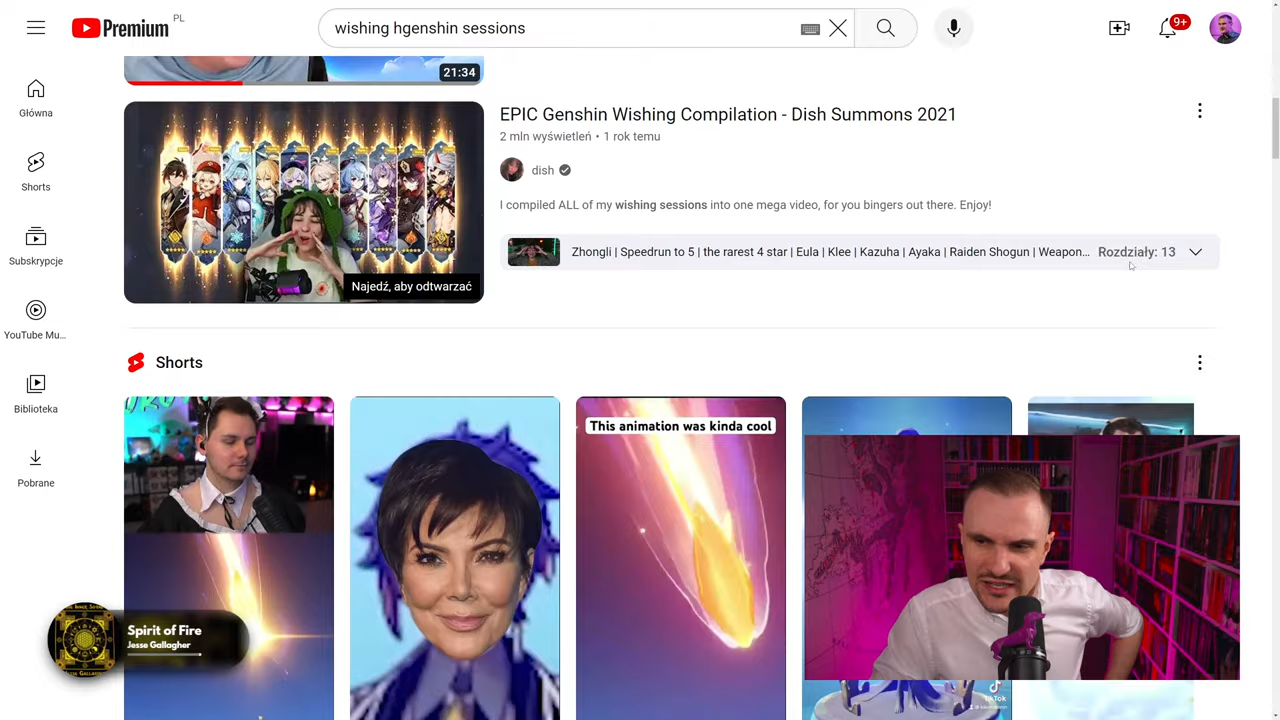 Premium PL
wishing hgenshin sessions
9+
Główna
Shorts
Subskrypcje
YouTube Mu...
Biblioteka
Pobrane
21:34
Najedź, aby odtwarzać
EPIC Genshin Wishing Compilation - Dish Summons 2021
2 mln wyświetleń • 1 rok temu
dish
I compiled ALL of my wishing sessions into one mega video, for you bingers out there. Enjoy!
Zhongli | Speedrun to 5 | the rarest 4 star | Eula | Klee | Kazuha | Ayaka | Raiden Shogun | Weapon... Rozdziały: 13
Shorts
This animation was kinda cool
Spirit of Fire
Jesse Gallagher
TikTok